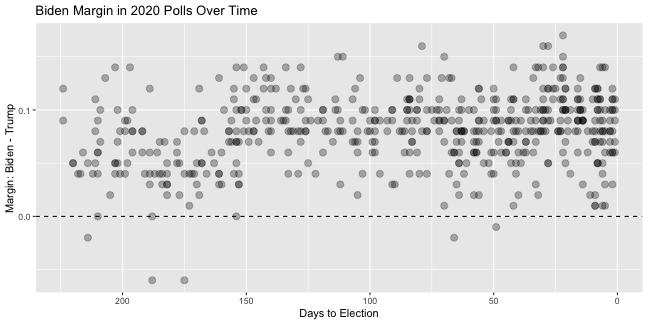 Biden Margin in 2020 Polls Over Time
Margin: Biden - Trump
0.1
0.0
200 150 100 50 0
Days to Election